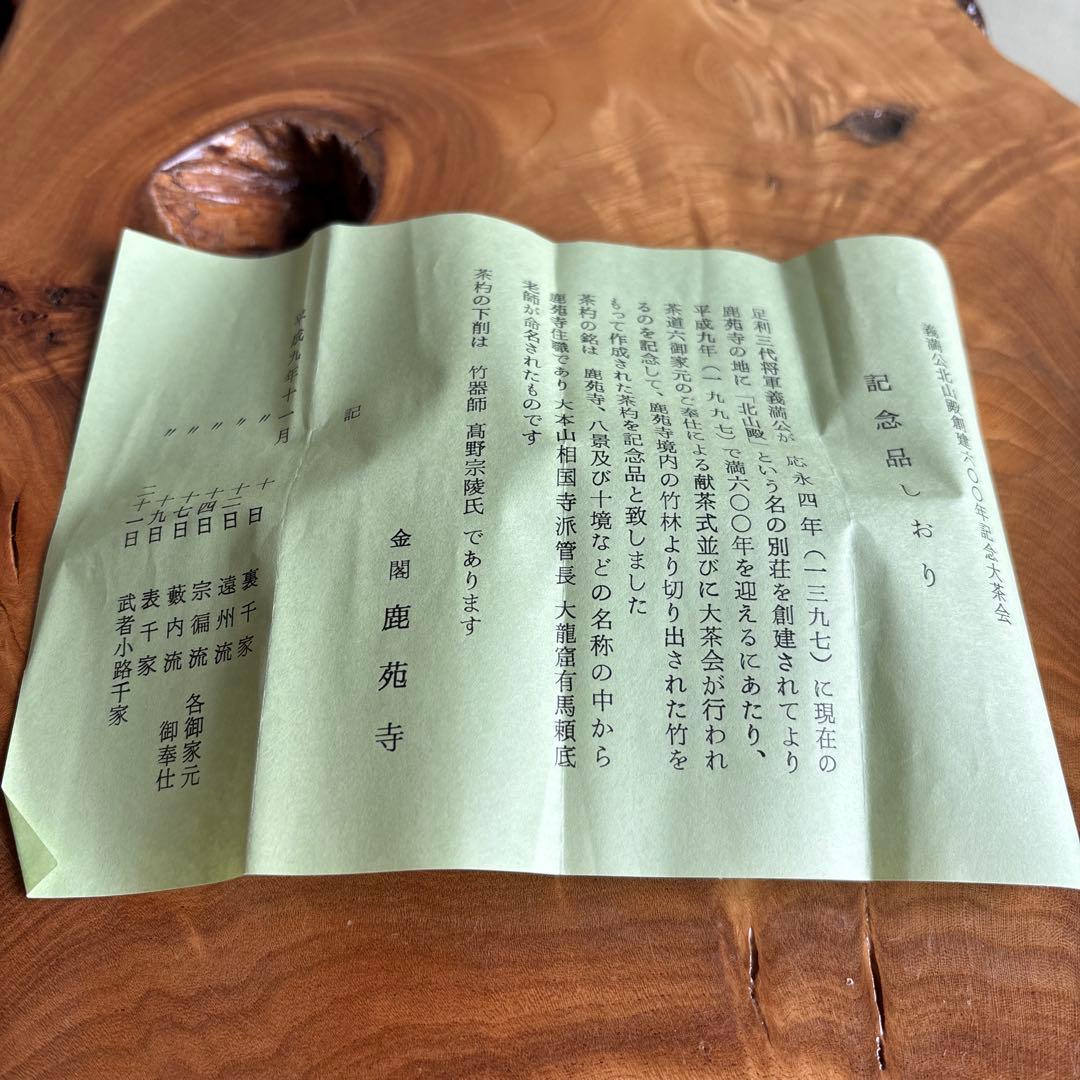 義満公北山殿創建六〇〇年記念大茶会
記念品しおり
足利三代将軍義満公が 応永四年(一三九七)に現在の
鹿苑寺の地に「北山殿」という名の別荘を創建されてより
平成九年(一九九七)で満六〇〇年を迎えるにあたり、
茶道六御家元のご奉仕による献茶式並びに大茶会が行われ
るのを記念して、鹿苑寺境内の竹林より切り出された竹を
もって作成された茶杓を記念品と致しました
茶杓の銘は 鹿苑寺、八景及び十境などの名称の中から
鹿苑寺住職であり 大本山相国寺派管長 大龍窟有馬頼底
老師が命名されたものです
茶杓の下削は 竹器師 髙野宗陵氏 であります
金閣 鹿苑寺
記
平成九年十一月 十日 裏千家
〃 十二日 遠州流
〃 十四日 宗徧流 各御家元
〃 十七日 藪内流 御奉仕
〃 十九日 表千家
〃 二十一日 武者小路千家